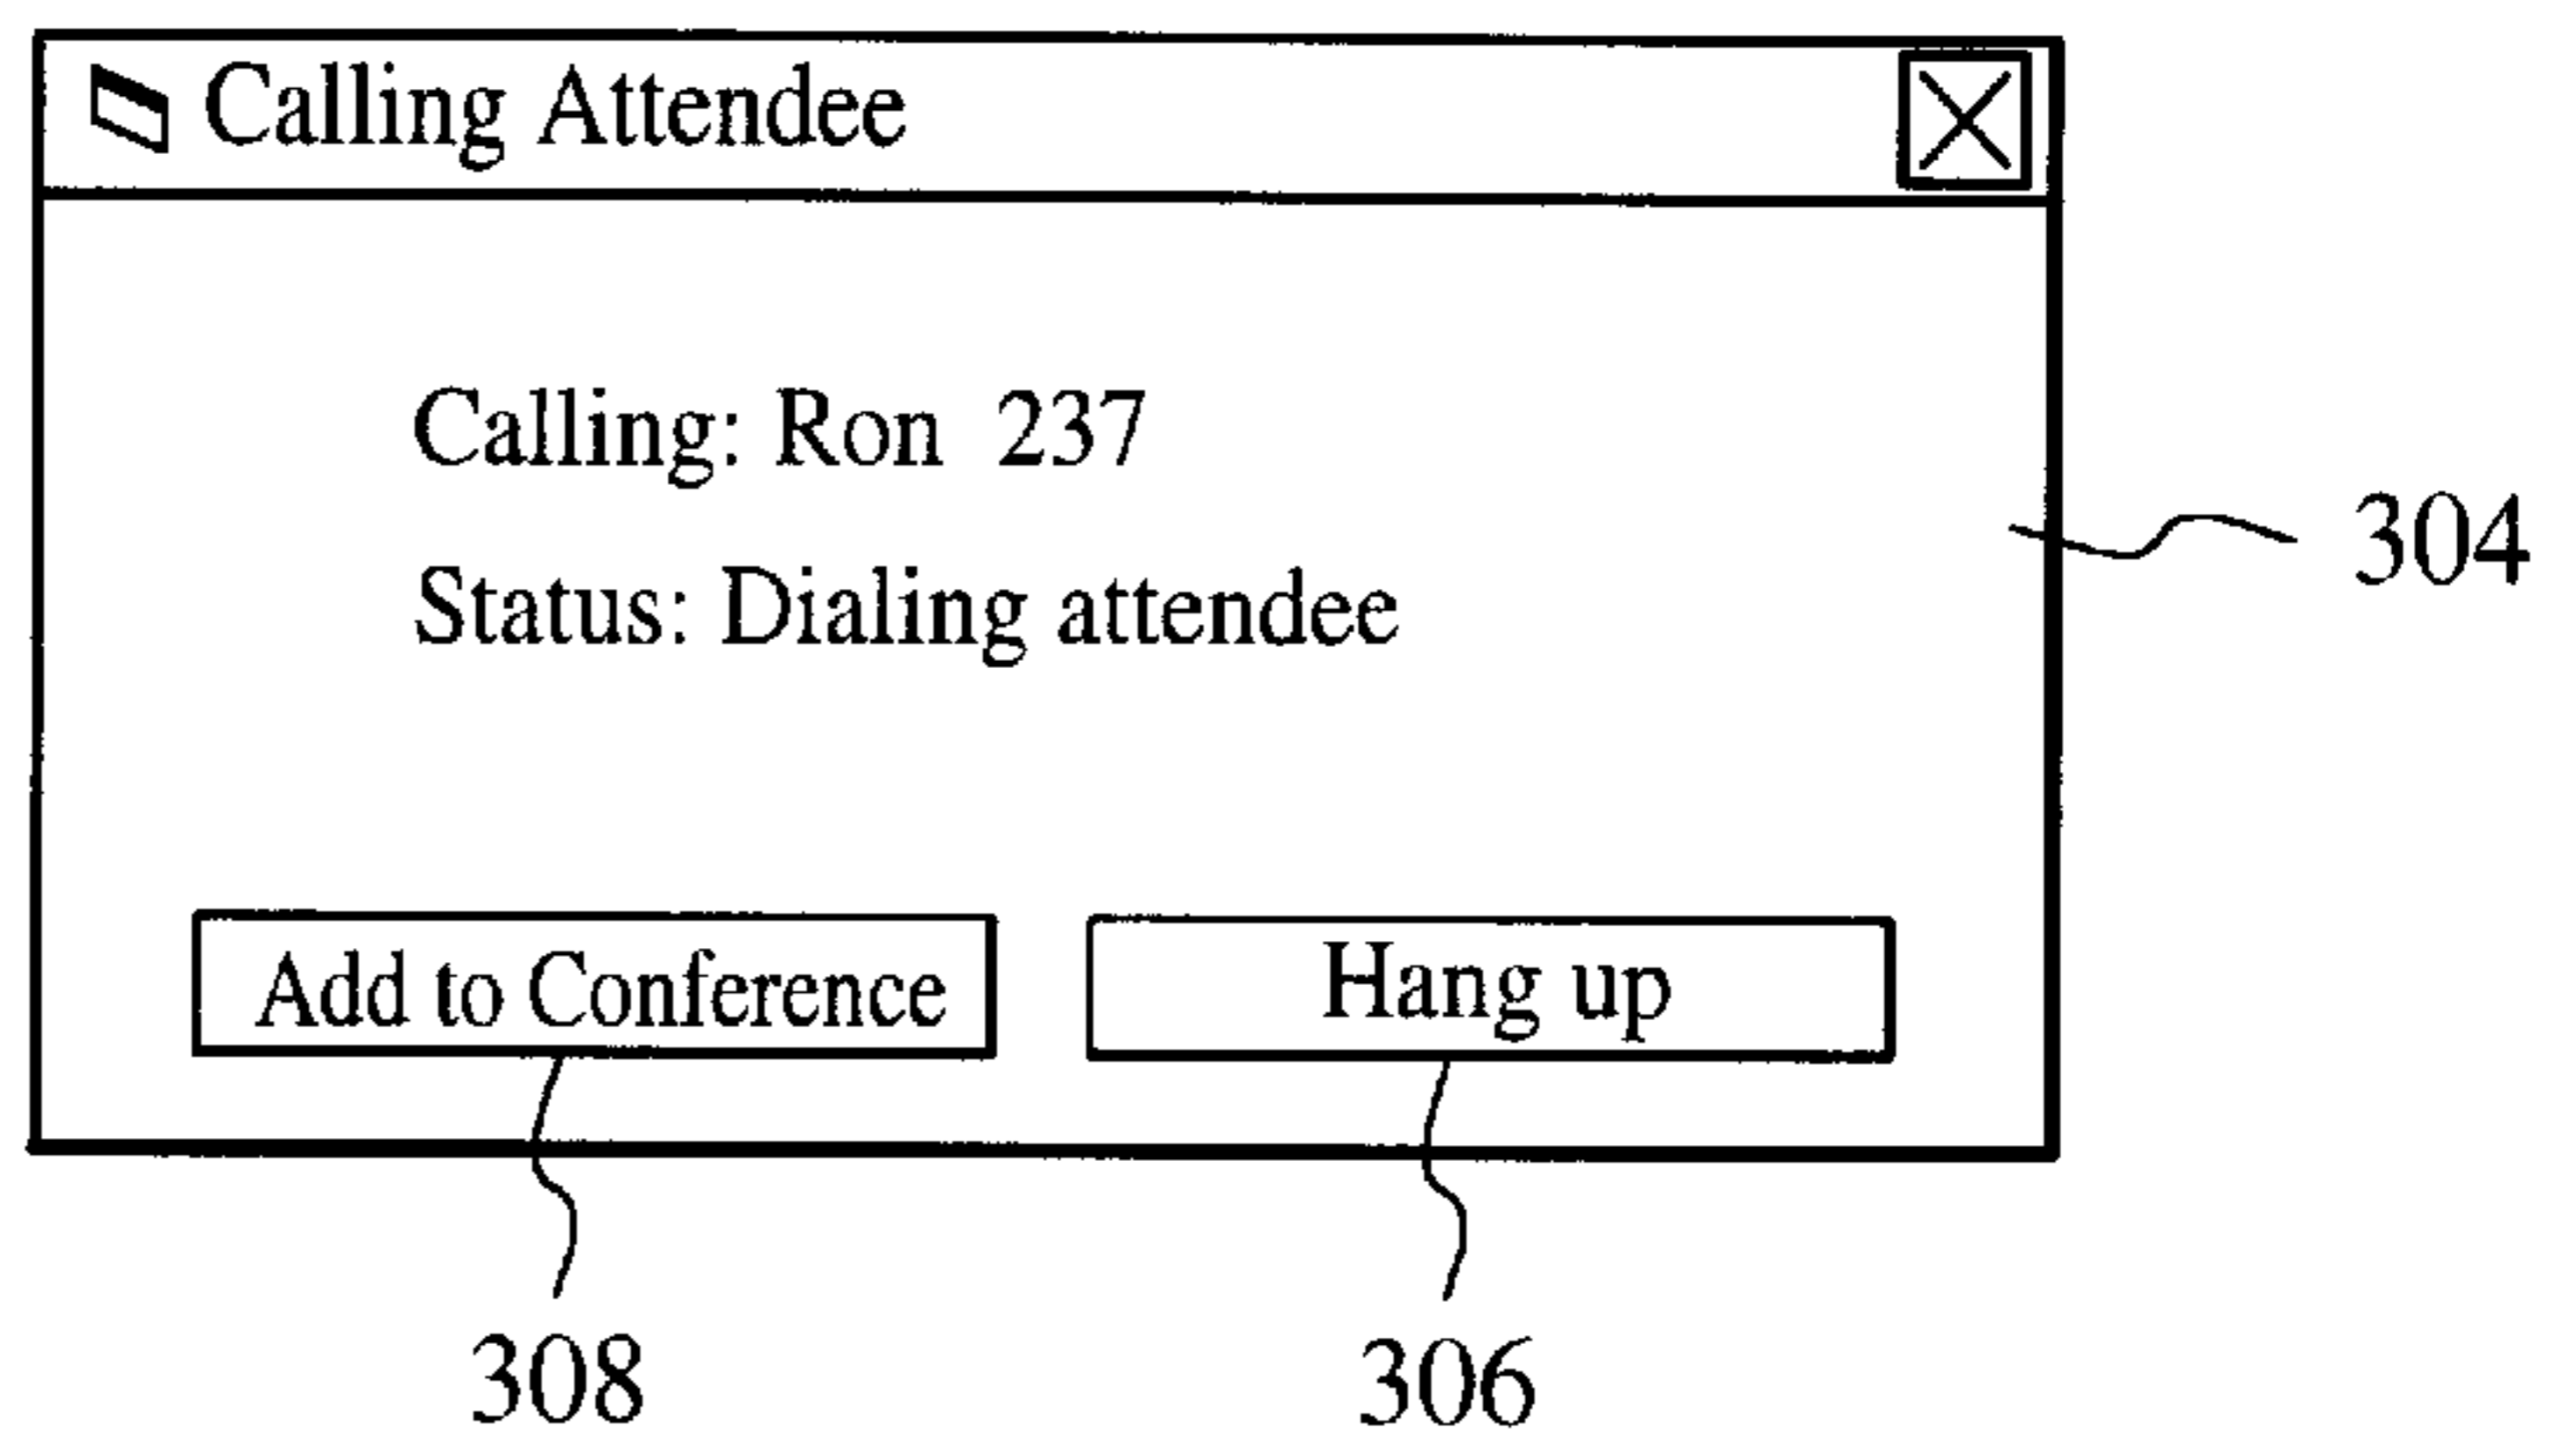 Calling Attendee
Calling: Ron 237
304
Status: Dialing attendee
Add to Conference
Hang up
308
306